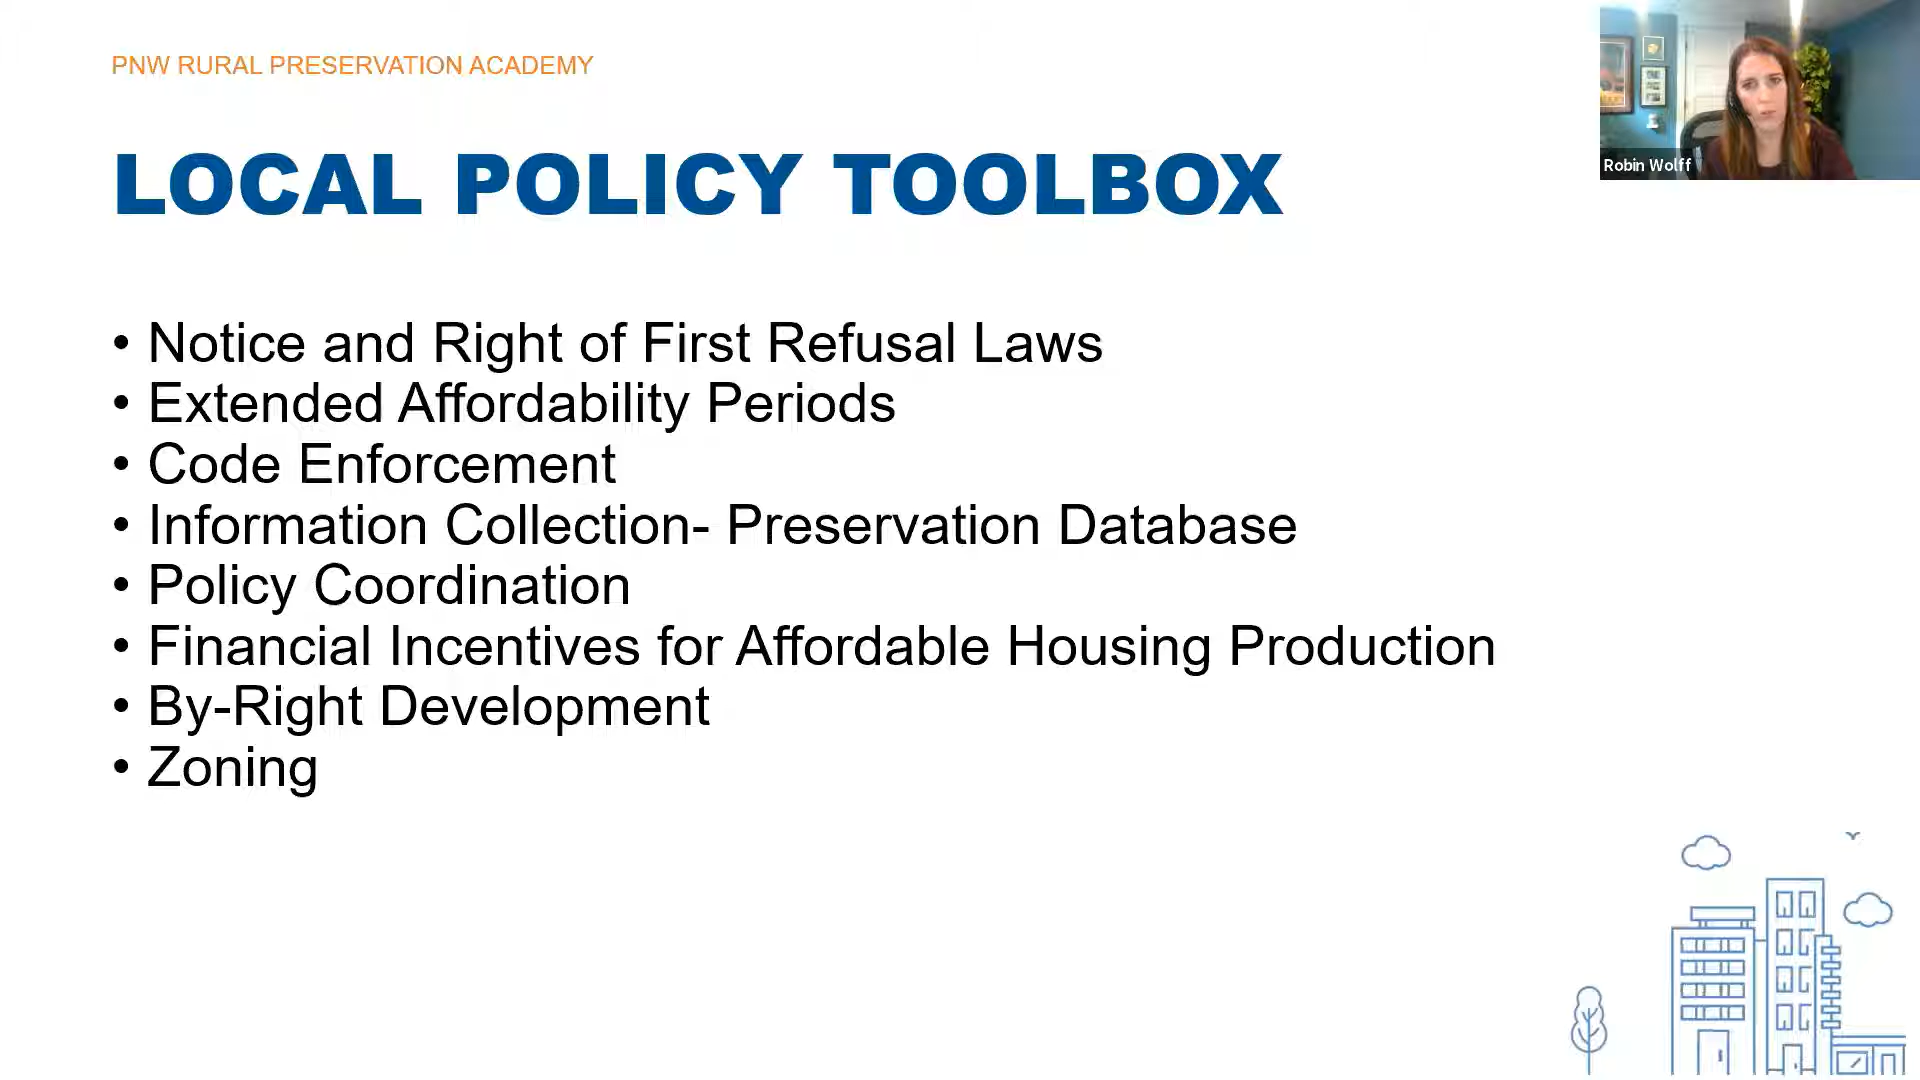 PNW RURAL PRESERVATION ACADEMY
Robin Wolff
LOCAL POLICY TOOLBOX
• Notice and Right of First Refusal Laws
• Extended Affordability Periods
• Code Enforcement
• Information Collection- Preservation Database
• Policy Coordination
• Financial Incentives for Affordable Housing Production
• By-Right Development
• Zoning